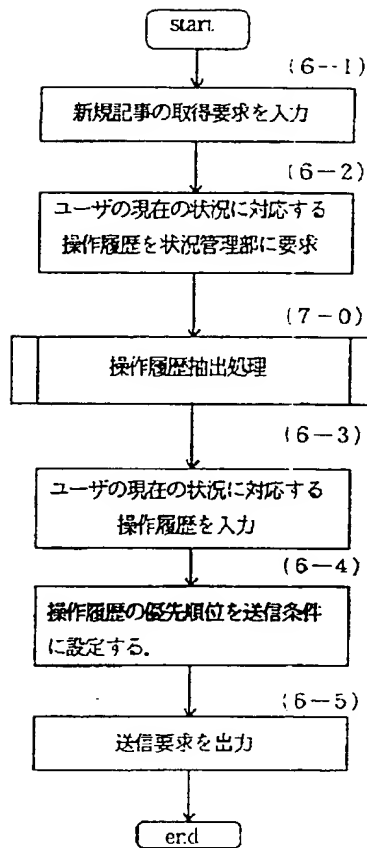 start
(6--1)
新規記事の取得要求を入力
(6-2)
ユーザの現在の状況に対応する
操作履歴を状況管理部に要求
(7-0)
操作履歴抽出処理
(6-3)
ユーザの現在の状況に対応する
操作履歴を入力
(6-4)
操作履歴の優先順位を送信条件
に設定する.
(6-5)
送信要求を出力
end